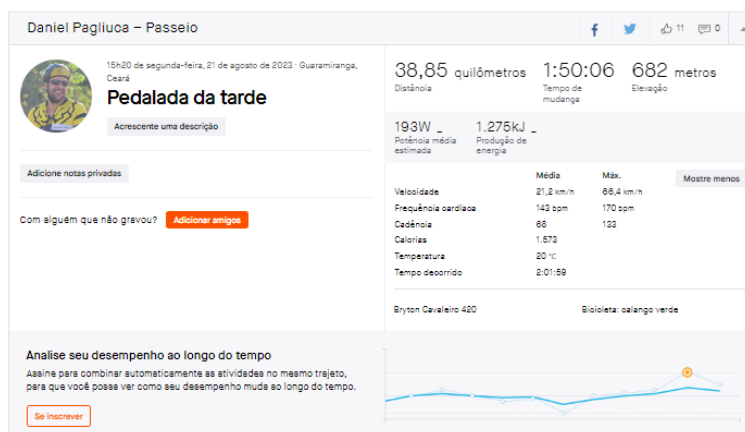 Daniel Pagliuca – Passeio
11
0
15h20 de segunda-feira, 21 de agosto de 2023 · Guaramiranga,
Ceará
Pedalada da tarde
Acrescente uma descrição
Adicione notas privadas
Com alguém que não gravou?
Adicionar amigos
38,85 quilômetros
Distância
1:50:06
Tempo de
mudança
682 metros
Elevação
193W _
Potência média
estimada
1.275kJ _
Produção de
energia
Média Máx.
Mostre menos
Velocidade 21,2 km/h 66,4 km/h
Frequência cardíaca 143 bpm 170 bpm
Cadência 68 133
Calorias 1.573
Temperatura 20 °C
Tempo decorrido 2:01:59
Bryton Cavaleiro 420
Bicicleta: calango verde
Analise seu desempenho ao longo do tempo
Assine para combinar automaticamente as atividades no mesmo trajeto,
para que você possa ver como seu desempenho muda ao longo do tempo.
Se inscrever